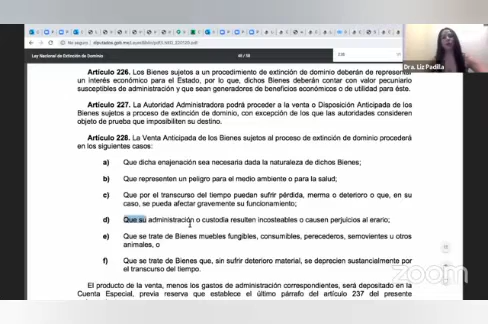 No seguro
Ley Nacional de Extinción de Dominio
Dra. Liz Padilla
Artículo 226. Los Bienes sujetos a un procedimiento de extinción de dominio deberán de representar
un interés económico para el Estado, por lo que, dichos Bienes deberán contar con valor pecuniario
susceptibles de administración y que sean generadores de beneficios económicos o de utilidad para éste.
Artículo 227. La Autoridad Administradora podrá proceder a la venta o Disposición Anticipada de los
Bienes sujetos a proceso de extinción de dominio, con excepción de los que las autoridades consideren
objeto de prueba que imposibiliten su destino.
Artículo 228. La Venta Anticipada de los Bienes sujetos al proceso de extinción de dominio procederá
en los siguientes casos:
a) Que dicha enajenación sea necesaria dada la naturaleza de dichos Bienes;
b) Que representen un peligro para el medio ambiente o para la salud;
c) Que por el transcurso del tiempo puedan sufrir pérdida, merma o deterioro o que, en su
caso, se pueda afectar gravemente su funcionamiento;
d) Que su administración o custodia resulten incosteables o causen perjuicios al erario;
e) Que se trate de Bienes muebles fungibles, consumibles, perecederos, semovientes u otros
animales, o
f) Que se trate de Bienes que, sin sufrir deterioro material, se deprecien sustancialmente por
el transcurso del tiempo.
zoom
El producto de la venta, menos los gastos de administración correspondientes, será depositado en la
Cuenta Especial, previa reserva que establece el último párrafo del artículo 237 del presente